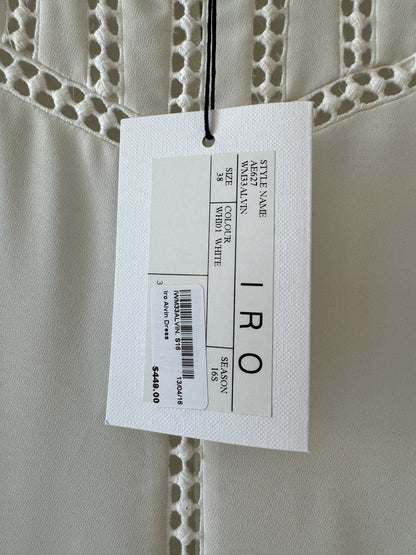 IRO
STYLE NAME
AE627
WM33ALVIN
SIZE
38
COLOUR
WHI01 WHITE
SEASON
16S
3
IWM33ALVIN. S16
13/04/16
Iro Alvin Dress
$449.00